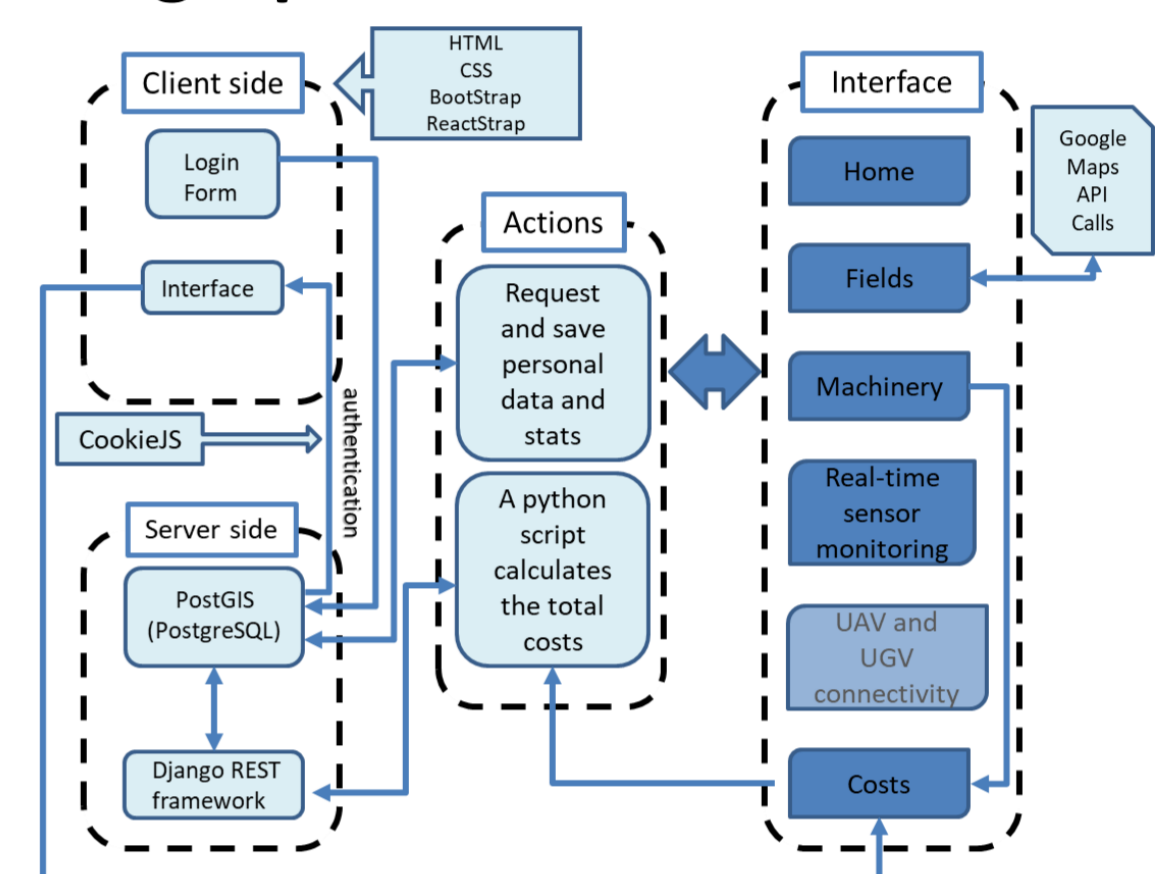 HTML
CSS
BootStrap
ReactStrap
Client side
Login
Form
Interface
CookieJS
authentication
Server side
PostGIS
(PostgreSQL)
Django REST
framework
Actions
Request
and save
personal
data and
stats
A python
script
calculates
the total
costs
Interface
Home
Fields
Machinery
Real-time
sensor
monitoring
UAV and
UGV
connectivity
Costs
Google
Maps
API
Calls